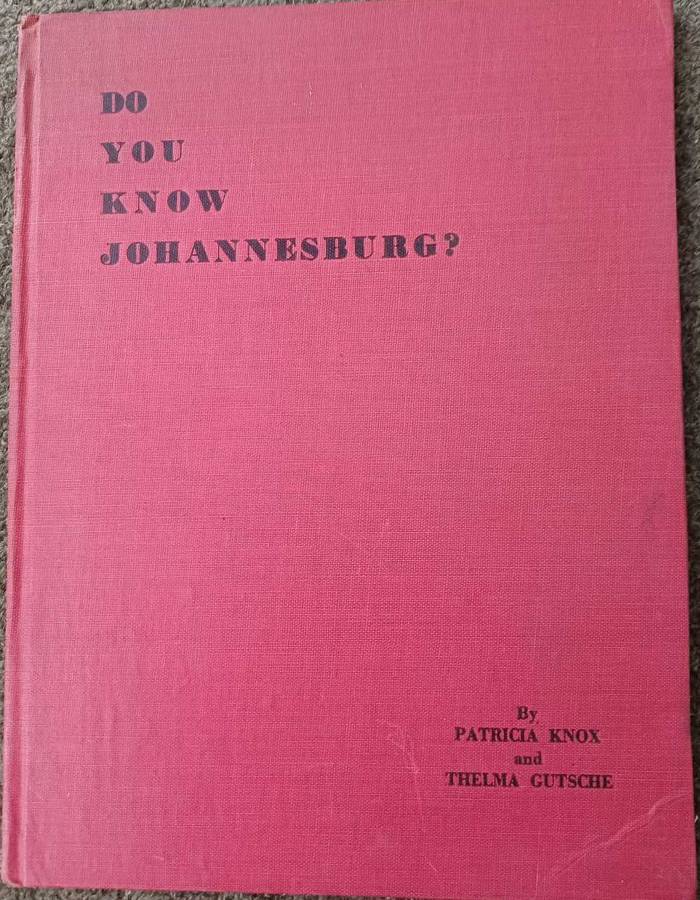 DO
YOU
KNOW
JOHANNESBURG?
By
PATRICIA KNOX
and
THELMA GUTSCHE